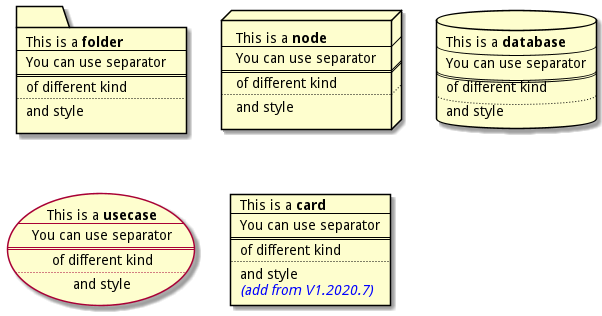 This is a folder
You can use separator
of different kind
and style
This is a node
You can use separator
of different kind
and style
This is a database
You can use separator
of different kind
and style
This is a usecase
You can use separator
of different kind
and style
This is a card
You can use separator
of different kind
and style
(add from V1.2020.7)